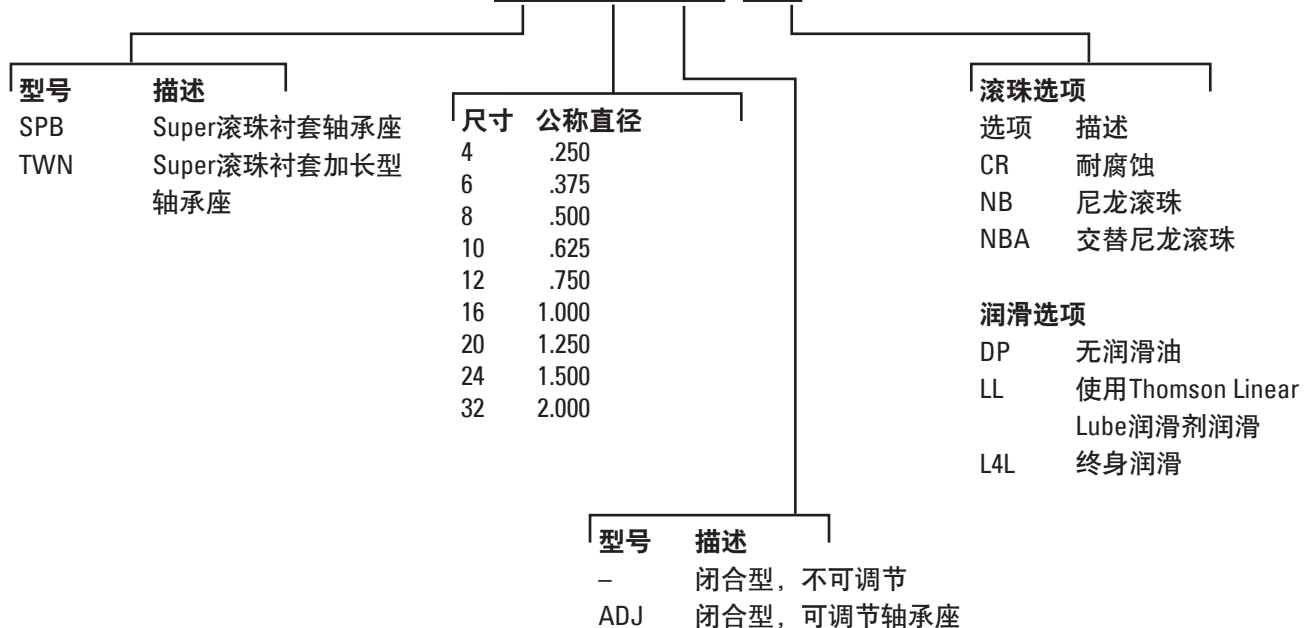 型号 描述
SPB Super滚珠衬套轴承座
TWN Super滚珠衬套加长型
轴承座
尺寸 公称直径
4 .250
6 .375
8 .500
10 .625
12 .750
16 1.000
20 1.250
24 1.500
32 2.000
滚珠选项
选项 描述
CR 耐腐蚀
NB 尼龙滚珠
NBA 交替尼龙滚珠
润滑选项
DP 无润滑油
LL 使用Thomson Linear
Lube润滑剂润滑
L4L 终身润滑
型号 描述
– 闭合型，不可调节
ADJ 闭合型，可调节轴承座